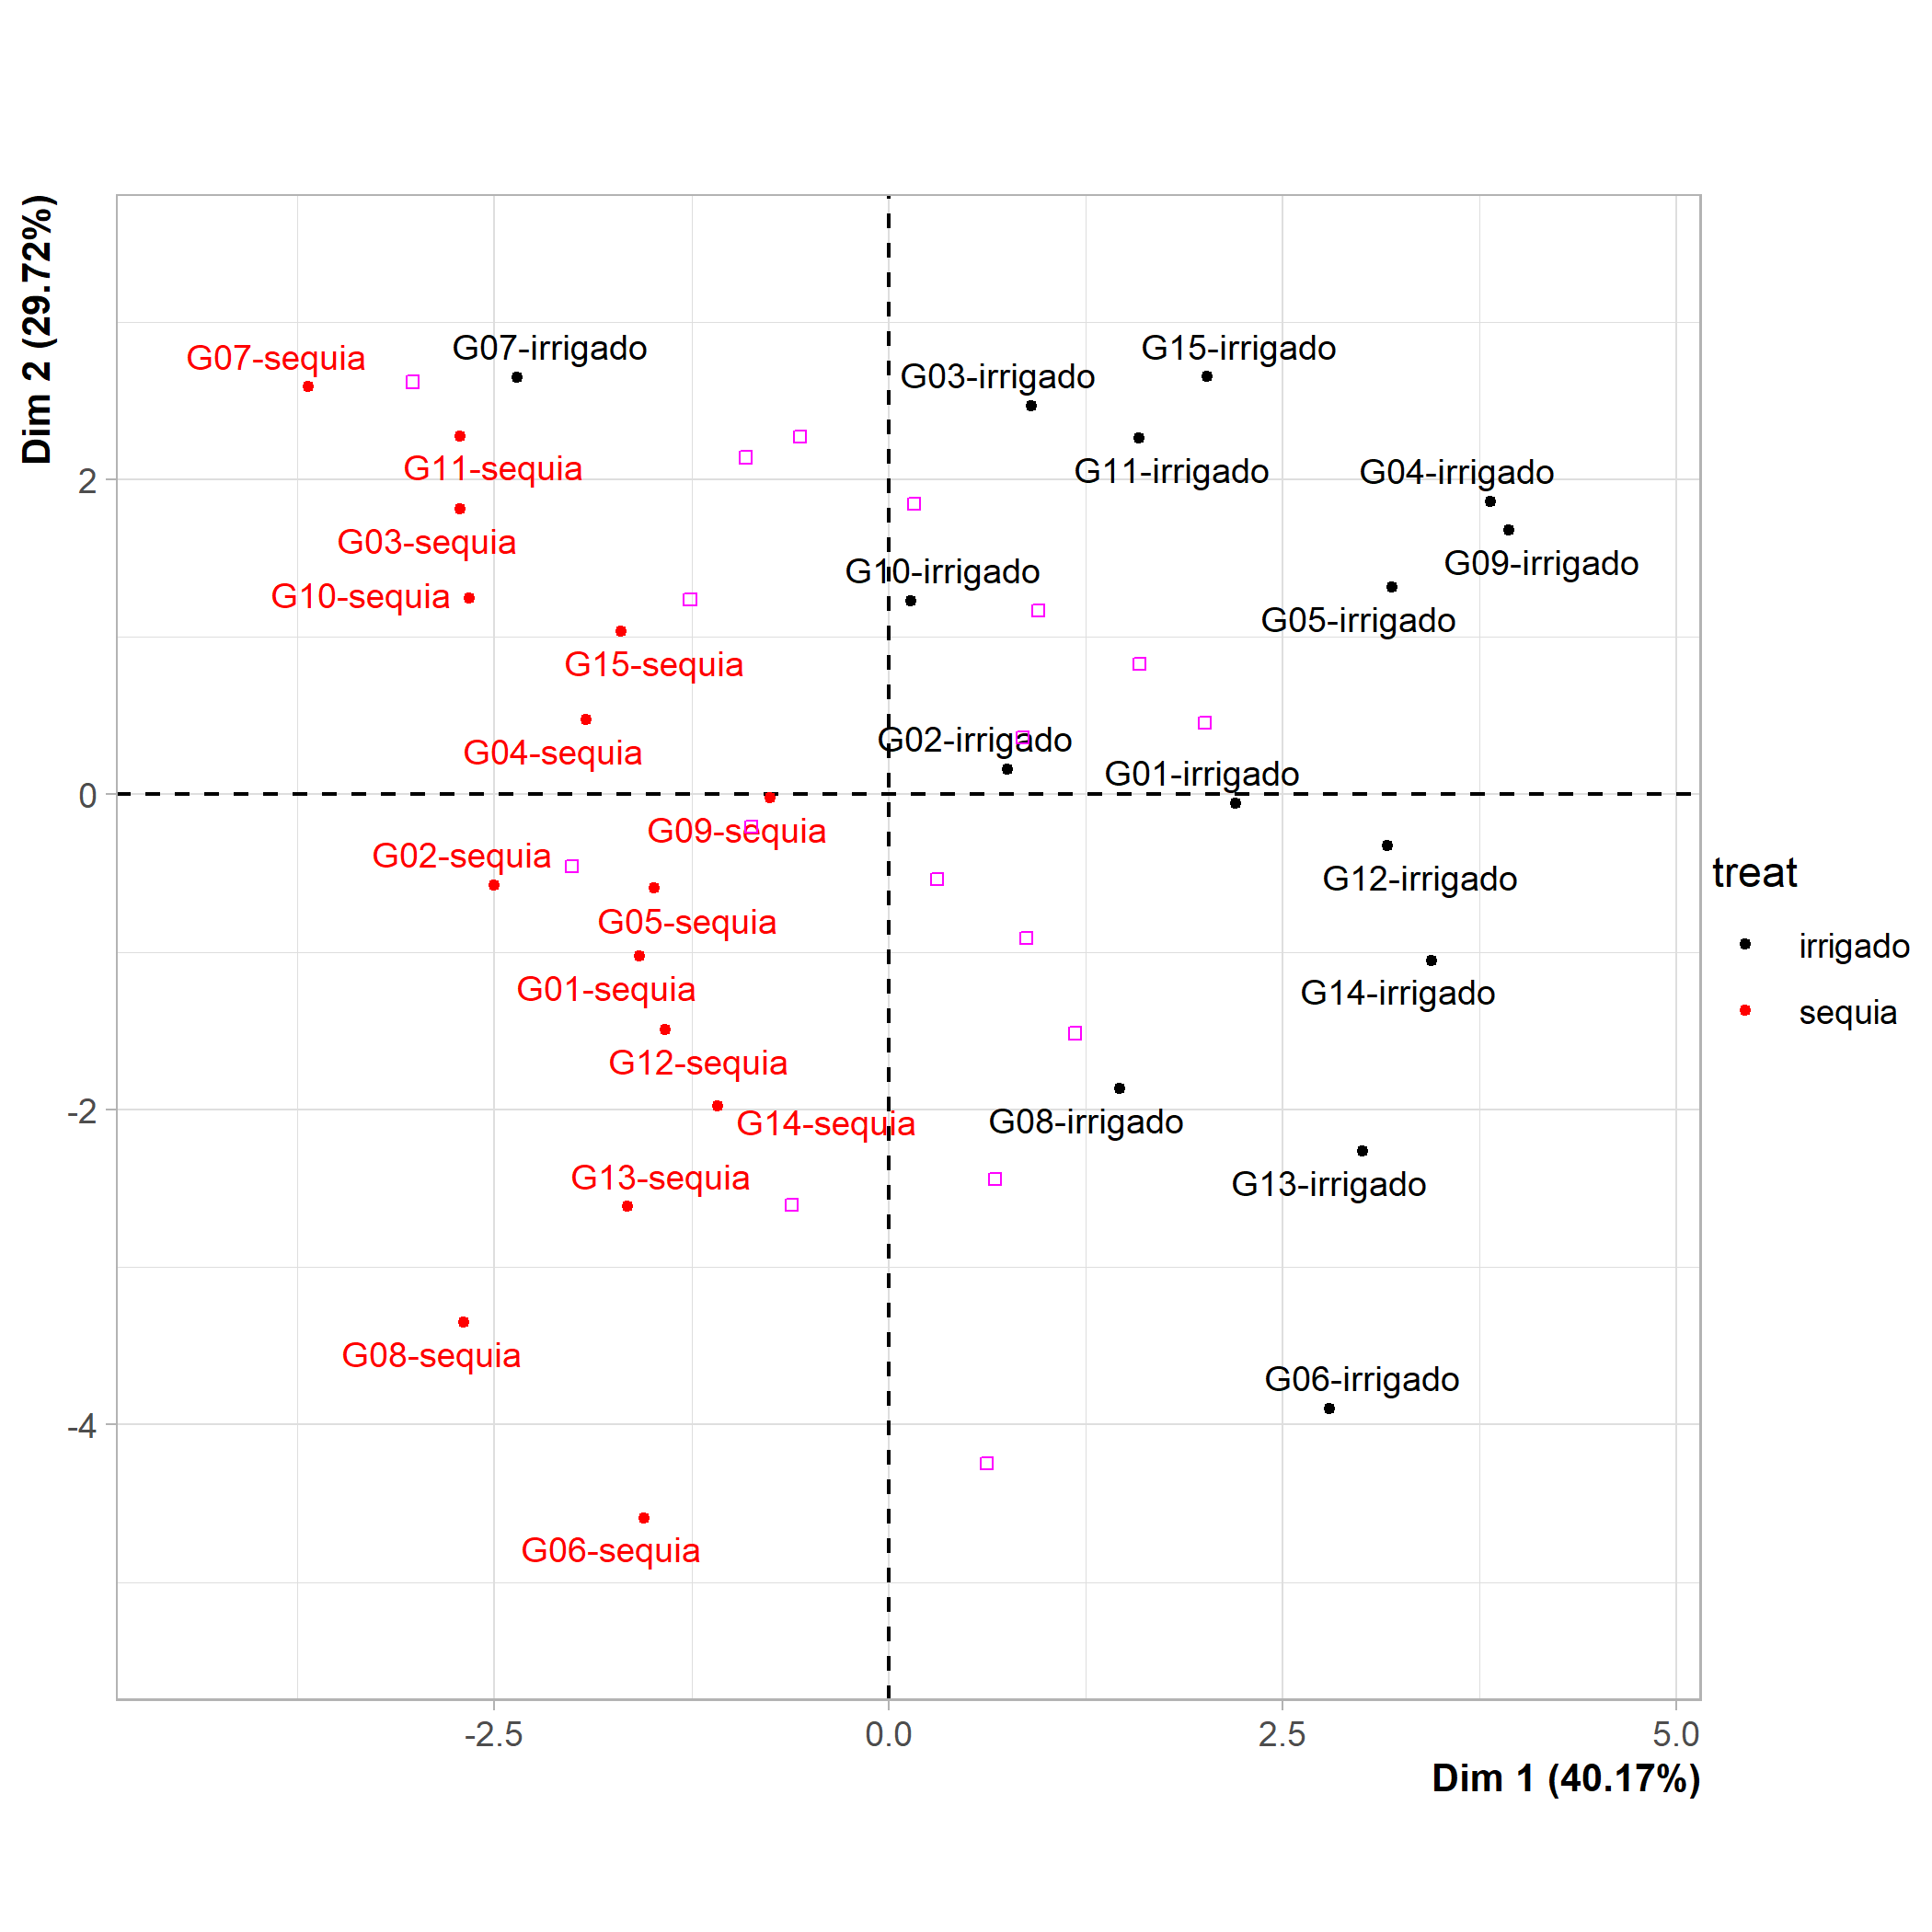 Dim 2 (29.72%)
G07-sequia
G07-irrigado
G15-irrigado
G03-irrigado
G11-sequia
G11-irrigado
G04-irrigado
2
G03-sequia
G09-irrigado
G10-irrigado
G10-sequia
G05-irrigado
G15-sequia
G02-irrigado
G04-sequia
G01-irrigado
0
G09-sequia
G02-sequia
treat
G12-irrigado
G05-sequia
irrigado
G01-sequia
G14-irrigado
sequia
G12-sequia
-2
G14-sequia
G08-irrigado
G13-sequia
G13-irrigado
G08-sequia
G06-irrigado
-4
G06-sequia
-2.5
0.0
2.5
5.0
Dim 1 (40.17%)